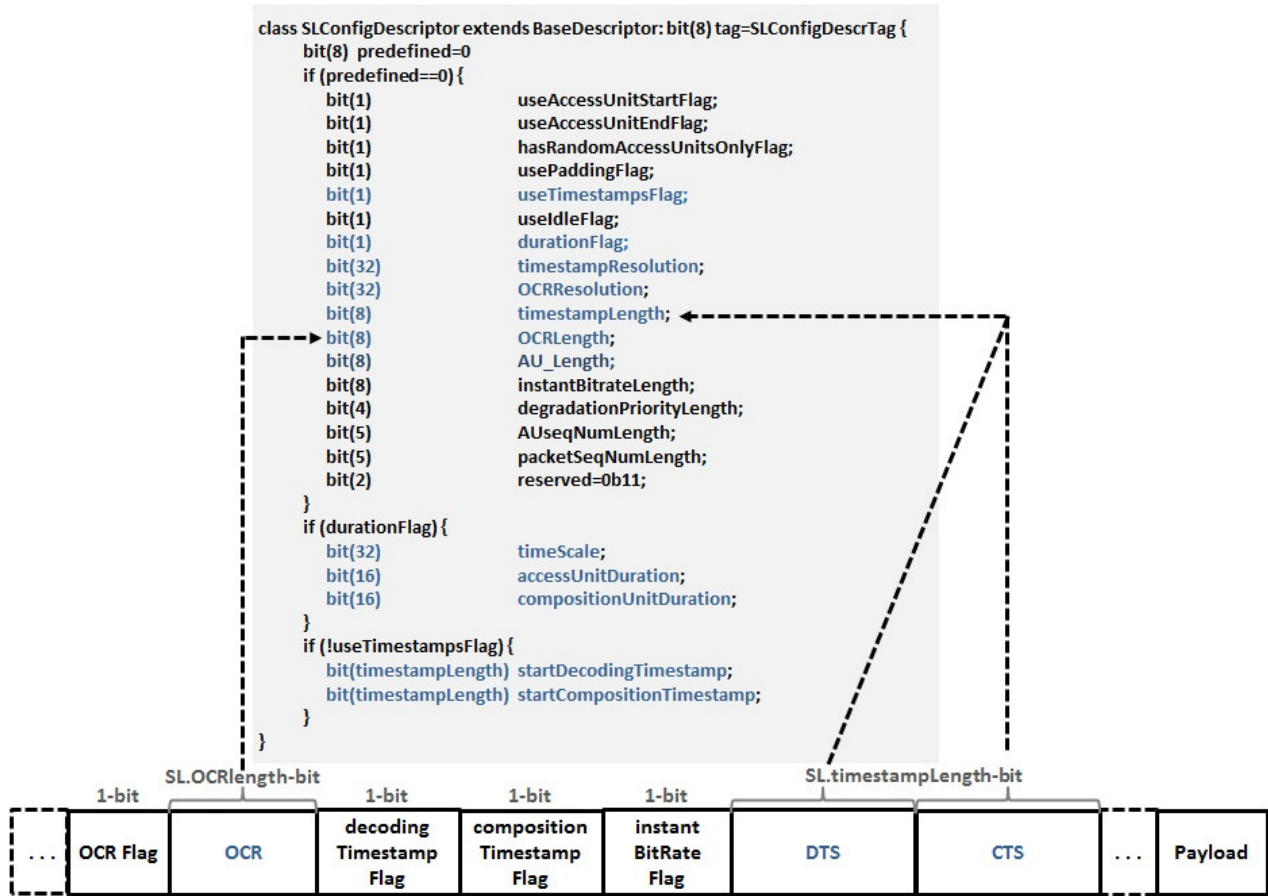 class SLConfigDescriptor extends BaseDescriptor: bit(8) tag=SLConfigDescrTag {
bit(8) predefined=0
if (predefined==0) {
bit(1) useAccessUnitStartFlag;
bit(1) useAccessUnitEndFlag;
bit(1) hasRandomAccessUnitsOnlyFlag;
bit(1) usePaddingFlag;
bit(1) useTimestampsFlag;
bit(1) useIdleFlag;
bit(1) durationFlag;
bit(32) timestampResolution;
bit(32) OCRResolution;
bit(8) timestampLength;
bit(8) OCRLength;
bit(8) AU_Length;
bit(8) instantBitrateLength;
bit(4) degradationPriorityLength;
bit(5) AUseqNumLength;
bit(5) packetSeqNumLength;
bit(2) reserved=0b11;
}
if (durationFlag) {
bit(32) timeScale;
bit(16) accessUnitDuration;
bit(16) compositionUnitDuration;
}
if (!useTimestampsFlag) {
bit(timestampLength) startDecodingTimestamp;
bit(timestampLength) startCompositionTimestamp;
}
}
SL.OCRlength-bit SL.timestampLength-bit
1-bit 1-bit 1-bit 1-bit
... OCR Flag OCR decoding Timestamp Flag composition Timestamp Flag instant BitRate Flag DTS CTS ... Payload